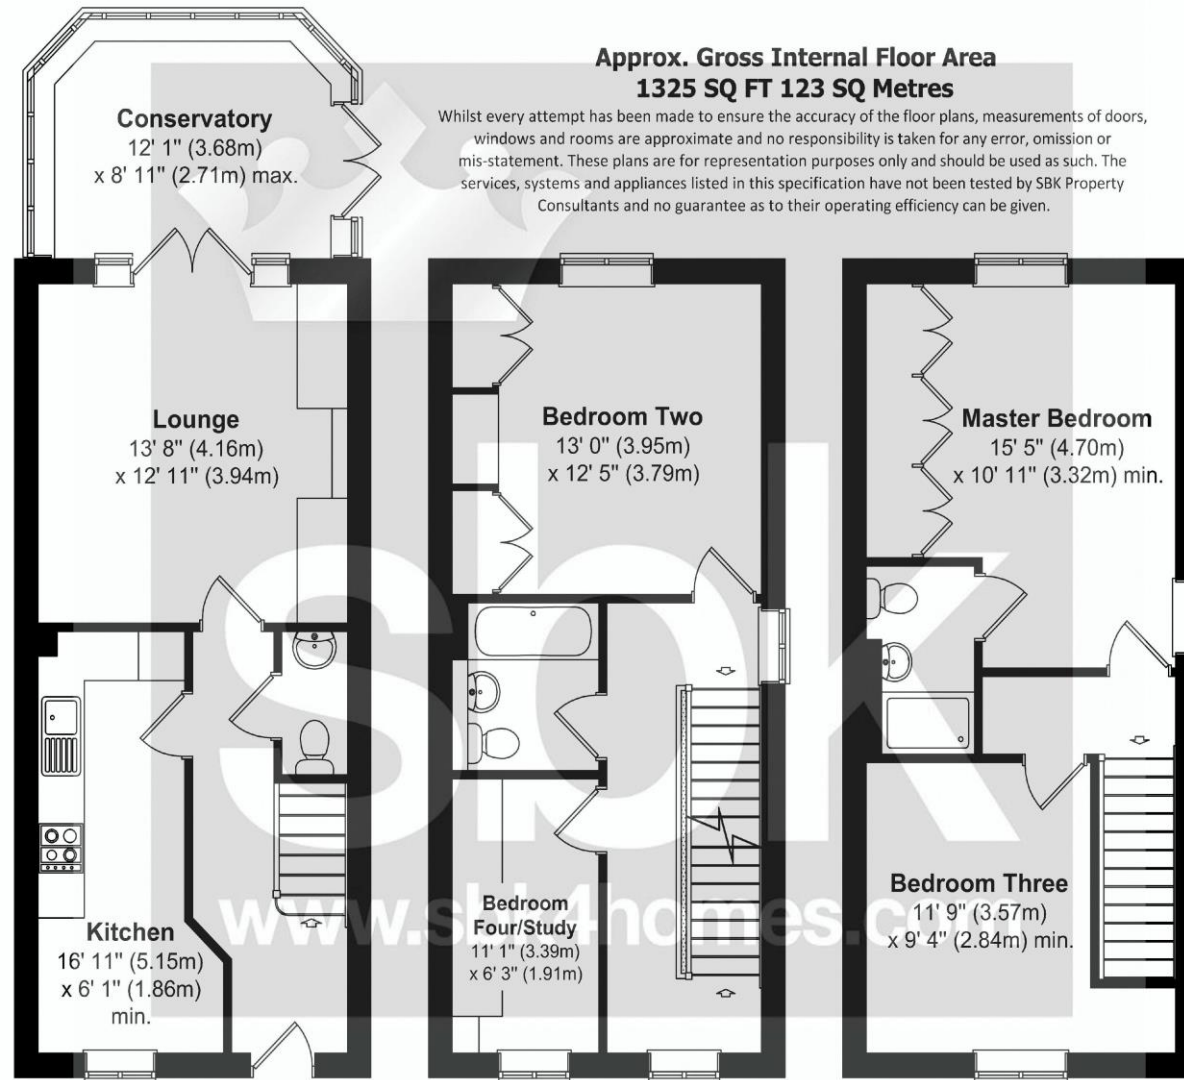 Approx. Gross Internal Floor Area
1325 SQ FT 123 SQ Metres
Whilst every attempt has been made to ensure the accuracy of the floor plans, measurements of doors,
windows and rooms are approximate and no responsibility is taken for any error, omission or
mis-statement. These plans are for representation purposes only and should be used as such. The
services, systems and appliances listed in this specification have not been tested by SBK Property
Consultants and no guarantee as to their operating efficiency can be given.
Conservatory
12' 1" (3.68m)
x 8' 11" (2.71m) max.
Lounge
13' 8" (4.16m)
x 12' 11" (3.94m)
Kitchen
16' 11" (5.15m)
x 6' 1" (1.86m)
min.
Bedroom Two
13' 0" (3.95m)
x 12' 5" (3.79m)
Bedroom
Four/Study
11' 1" (3.39m)
x 6' 3" (1.91m)
Master Bedroom
15' 5" (4.70m)
x 10' 11" (3.32m) min.
Bedroom Three
11' 9" (3.57m)
x 9' 4" (2.84m) min.
sbk
www.sbk4homes.com